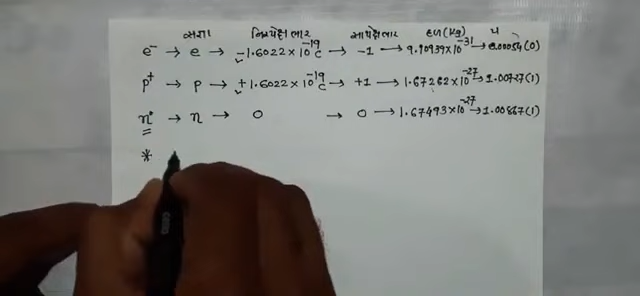 સંજ્ઞા નિરપેક્ષ ભાર સાપેક્ષ ભાર દળ(Kg) u
e⁻ → e → -1.6022×10⁻¹⁹C → -1 → 9.10939×10⁻³¹ → 0.00054(0)
p⁺ → p → +1.6022×10⁻¹⁹C → +1 → 1.67262×10⁻²⁷ → 1.00727(1)
n° → n → 0 → 0 → 1.67493×10⁻²⁷ → 1.00867(1)
*